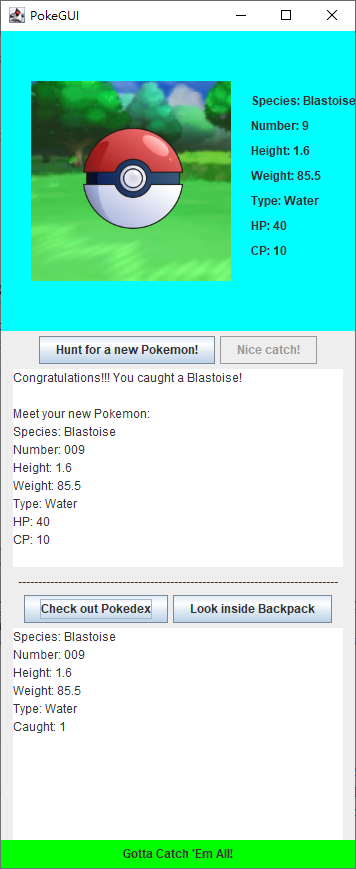 PokeGUI
Species: Blastoise
Number: 9
Height: 1.6
Weight: 85.5
Type: Water
HP: 40
CP: 10
Hunt for a new Pokemon!
Nice catch!
Congratulations!!! You caught a Blastoise!
Meet your new Pokemon:
Species: Blastoise
Number: 009
Height: 1.6
Weight: 85.5
Type: Water
HP: 40
CP: 10
Check out Pokedex
Look inside Backpack
Species: Blastoise
Number: 009
Height: 1.6
Weight: 85.5
Type: Water
Caught: 1
Gotta Catch 'Em All!